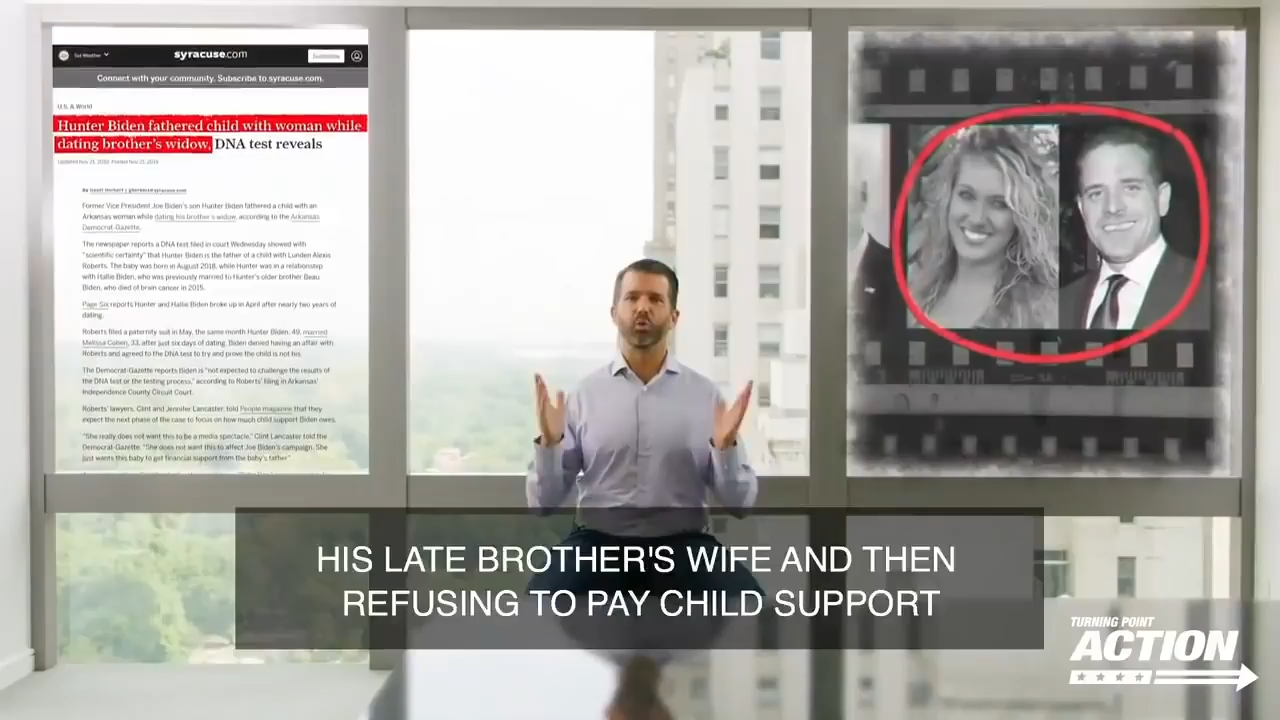 syracuse.com
Connect with your community. Subscribe to syracuse.com.
U.S. & World
Hunter Biden fathered child with woman while
dating brother's widow, DNA test reveals
Former Vice President Joe Biden's son Hunter Biden fathered a child with an
Arkansas woman while dating his brother's widow, according to the Arkansas
Democrat-Gazette.
The newspaper reports a DNA test filed in court Wednesday showed with
"scientific certainty" that Hunter Biden is the father of a child with Lunden Alexis
Roberts. The baby was born in August 2018, while Hunter was in a relationship
with Hallie Biden, who was previously married to Hunter's older brother Beau
Biden, who died of brain cancer in 2015.
Page Six reports Hunter and Hallie Biden broke up in April after nearly two years of
dating.
Roberts filed a paternity suit in May, the same month Hunter Biden, 49, married
Melissa Cohen, 33, after just six days of dating. Biden denied having an affair with
Roberts and agreed to the DNA test to try and prove the child is not his.
The Democrat-Gazette reports Biden is "not expected to challenge the results of
the DNA test or the testing process," according to Roberts' filing in Arkansas'
Independence County Circuit Court.
Roberts' lawyers, Clint and Jennifer Lancaster, told People magazine that they
expect the next phase of the case to focus on how much child support Biden owes.
"She really does not want this to be a media spectacle," Clint Lancaster told the
Democrat-Gazette. "She does not want this to affect Joe Biden's campaign. She
just wants this baby to get financial support from the baby's father"
HIS LATE BROTHER'S WIFE AND THEN
REFUSING TO PAY CHILD SUPPORT
TURNING POINT
ACTION